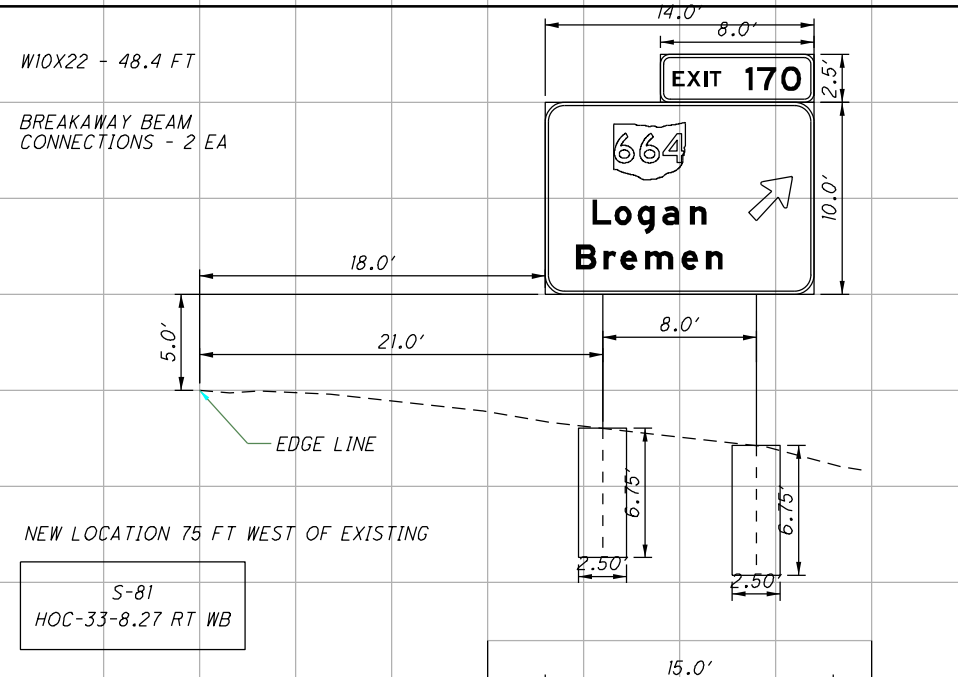 14.0'
8.0'
W10X22 - 48.4 FT
EXIT 170
2.5'
BREAKAWAY BEAM
CONNECTIONS - 2 EA
664
Logan
Bremen
10.0'
18.0'
5.0'
21.0'
8.0'
EDGE LINE
6.75'
6.75'
NEW LOCATION 75 FT WEST OF EXISTING
2.50'
2.50'
S-81
HOC-33-8.27 RT WB
15.0'